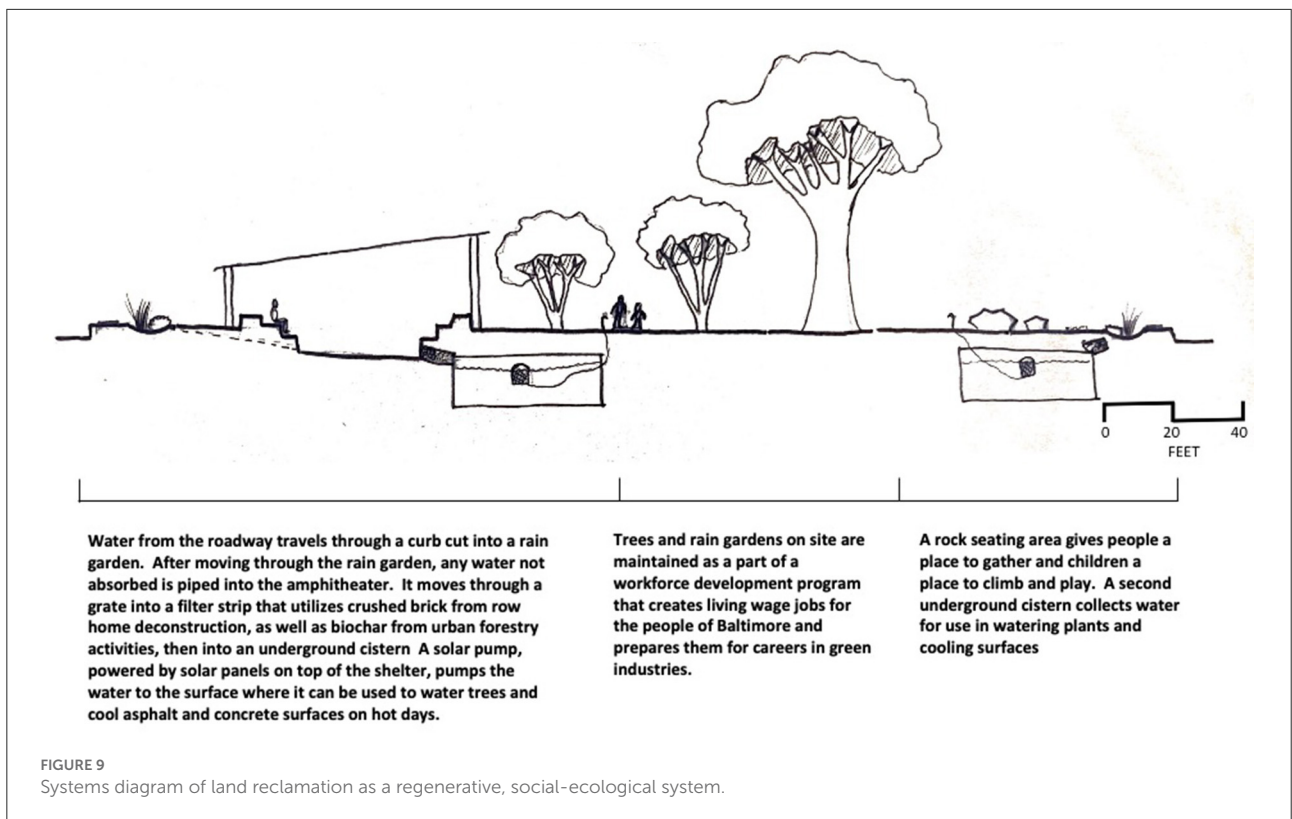 0 20 40
FEET
Water from the roadway travels through a curb cut into a rain
garden. After moving through the rain garden, any water not
absorbed is piped into the amphitheater. It moves through a
grate into a filter strip that utilizes crushed brick from row
home deconstruction, as well as biochar from urban forestry
activities, then into an underground cistern A solar pump,
powered by solar panels on top of the shelter, pumps the
water to the surface where it can be used to water trees and
cool asphalt and concrete surfaces on hot days.
Trees and rain gardens on site are
maintained as a part of a
workforce development program
that creates living wage jobs for
the people of Baltimore and
prepares them for careers in green
industries.
A rock seating area gives people a
place to gather and children a
place to climb and play. A second
underground cistern collects water
for use in watering plants and
cooling surfaces
FIGURE 9
Systems diagram of land reclamation as a regenerative, social-ecological system.